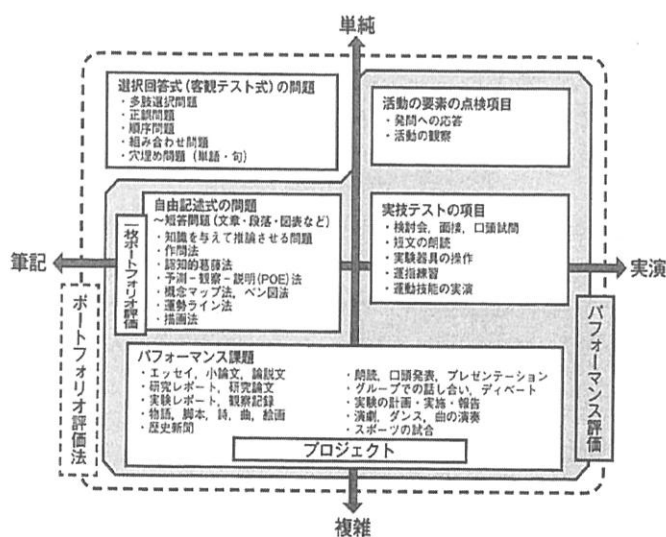 単純
選択回答式(客観テスト式)の問題
・多肢選択問題
・正誤問題
・順序問題
・組み合わせ問題
・穴埋め問題(単語・句)
活動の要素の点検項目
・発問への応答
・活動の観察
自由記述式の問題
～短答問題(文章・段落・図表など)
・知識を与えて推論させる問題
・作問法
・認知的葛藤法
・予測-観察-説明(POE)法
・概念マップ法, ベン図法
・運勢ライン法
・描画法
一枚ポートフォリオ評価
実技テストの項目
・検討会, 面接, 口頭試問
・短文の朗読
・実験器具の操作
・運指練習
・運動技能の実演
筆記
実演
ポートフォリオ評価法
パフォーマンス評価
パフォーマンス課題
・エッセイ, 小論文, 論説文
・研究レポート, 研究論文
・実験レポート, 観察記録
・物語, 脚本, 詩, 曲, 絵画
・歴史新聞
・朗読, 口頭発表, プレゼンテーション
・グループでの話し合い, ディベート
・実験の計画・実施・報告
・演劇, ダンス, 曲の演奏
・スポーツの試合
プロジェクト
複雑